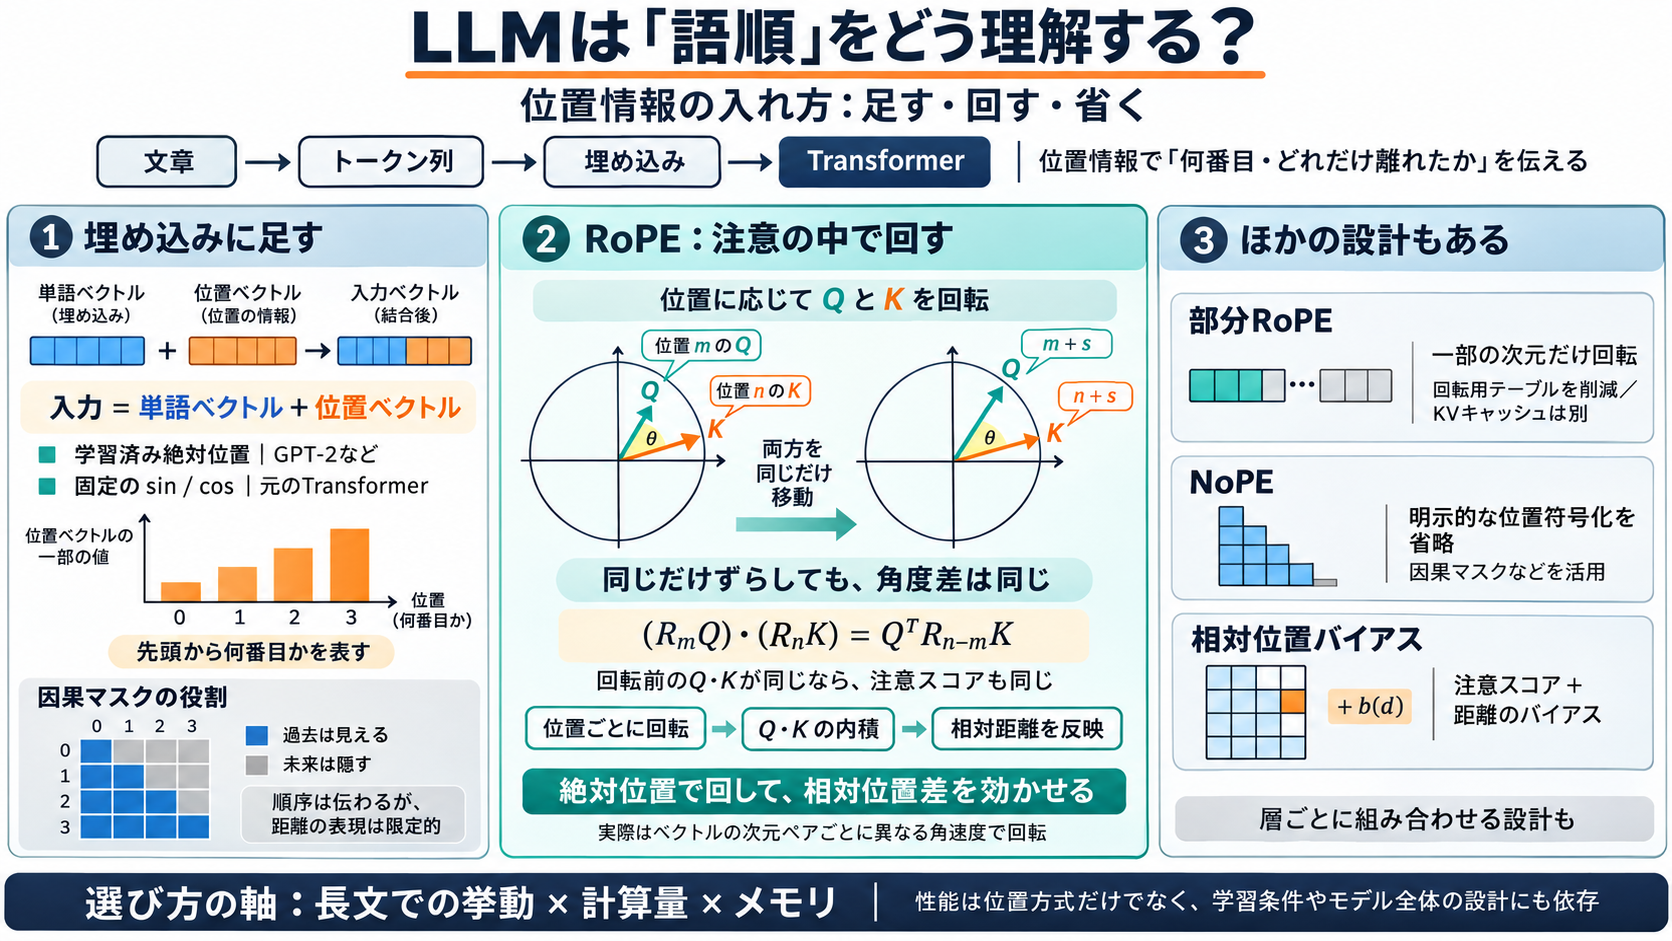 LLMは「語順」をどう理解する？
位置情報の入れ方：足す・回す・省く
文章
トークン列
埋め込み
Transformer
位置情報で「何番目・どれだけ離れたか」を伝える
1 埋め込みに足す
単語ベクトル
（埋め込み）
位置ベクトル
（位置の情報）
入力ベクトル
（結合後）
+
入力 = 単語ベクトル + 位置ベクトル
学習済み絶対位置｜GPT-2など
固定の sin / cos｜元のTransformer
位置ベクトルの
一部の値
0 1 2 3
位置
（何番目か）
先頭から何番目かを表す
因果マスクの役割
0 1 2 3
0
1
2
3
過去は見える
未来は隠す
順序は伝わるが、
距離の表現は限定的
2 RoPE：注意の中で回す
位置に応じて Q と K を回転
位置 m の Q
Q
位置 n の K
K
θ
両方を
同じだけ
移動
m + s
Q
n + s
K
θ
同じだけずらしても、角度差は同じ
(RmQ)・(RnK) = QᵀRn−mK
回転前のQ・Kが同じなら、注意スコアも同じ
位置ごとに回転
Q・K の内積
相対距離を反映
絶対位置で回して、相対位置差を効かせる
実際はベクトルの次元ペアごとに異なる角速度で回転
3 ほかの設計もある
部分RoPE
...
一部の次元だけ回転
回転用テーブルを削減／
KVキャッシュは別
NoPE
明示的な位置符号化を
省略
因果マスクなどを活用
相対位置バイアス
+ b(d)
注意スコア +
距離のバイアス
層ごとに組み合わせる設計も
選び方の軸：長文での挙動 × 計算量 × メモリ
性能は位置方式だけでなく、学習条件やモデル全体の設計にも依存